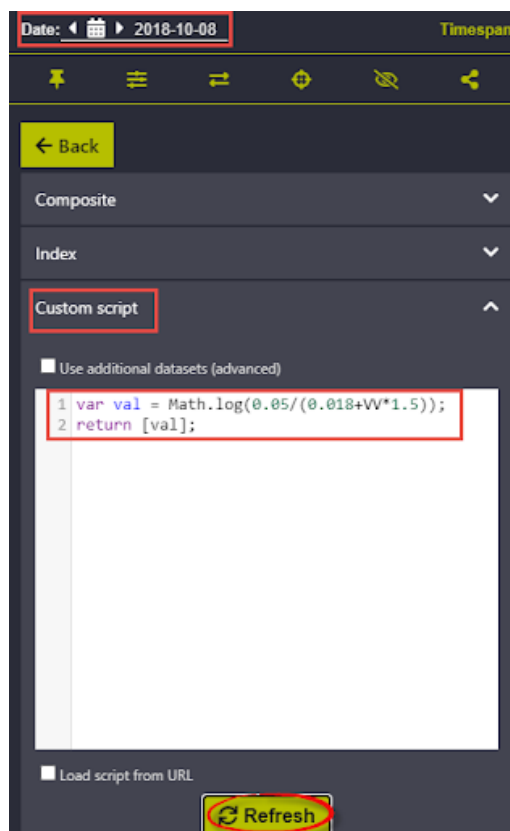 Date: 2018-10-08 Timespan
← Back
Composite
Index
Custom script
Use additional datasets (advanced)
1 var val = Math.log(0.05/(0.018+VV*1.5));
2 return [val];
Load script from URL
Refresh